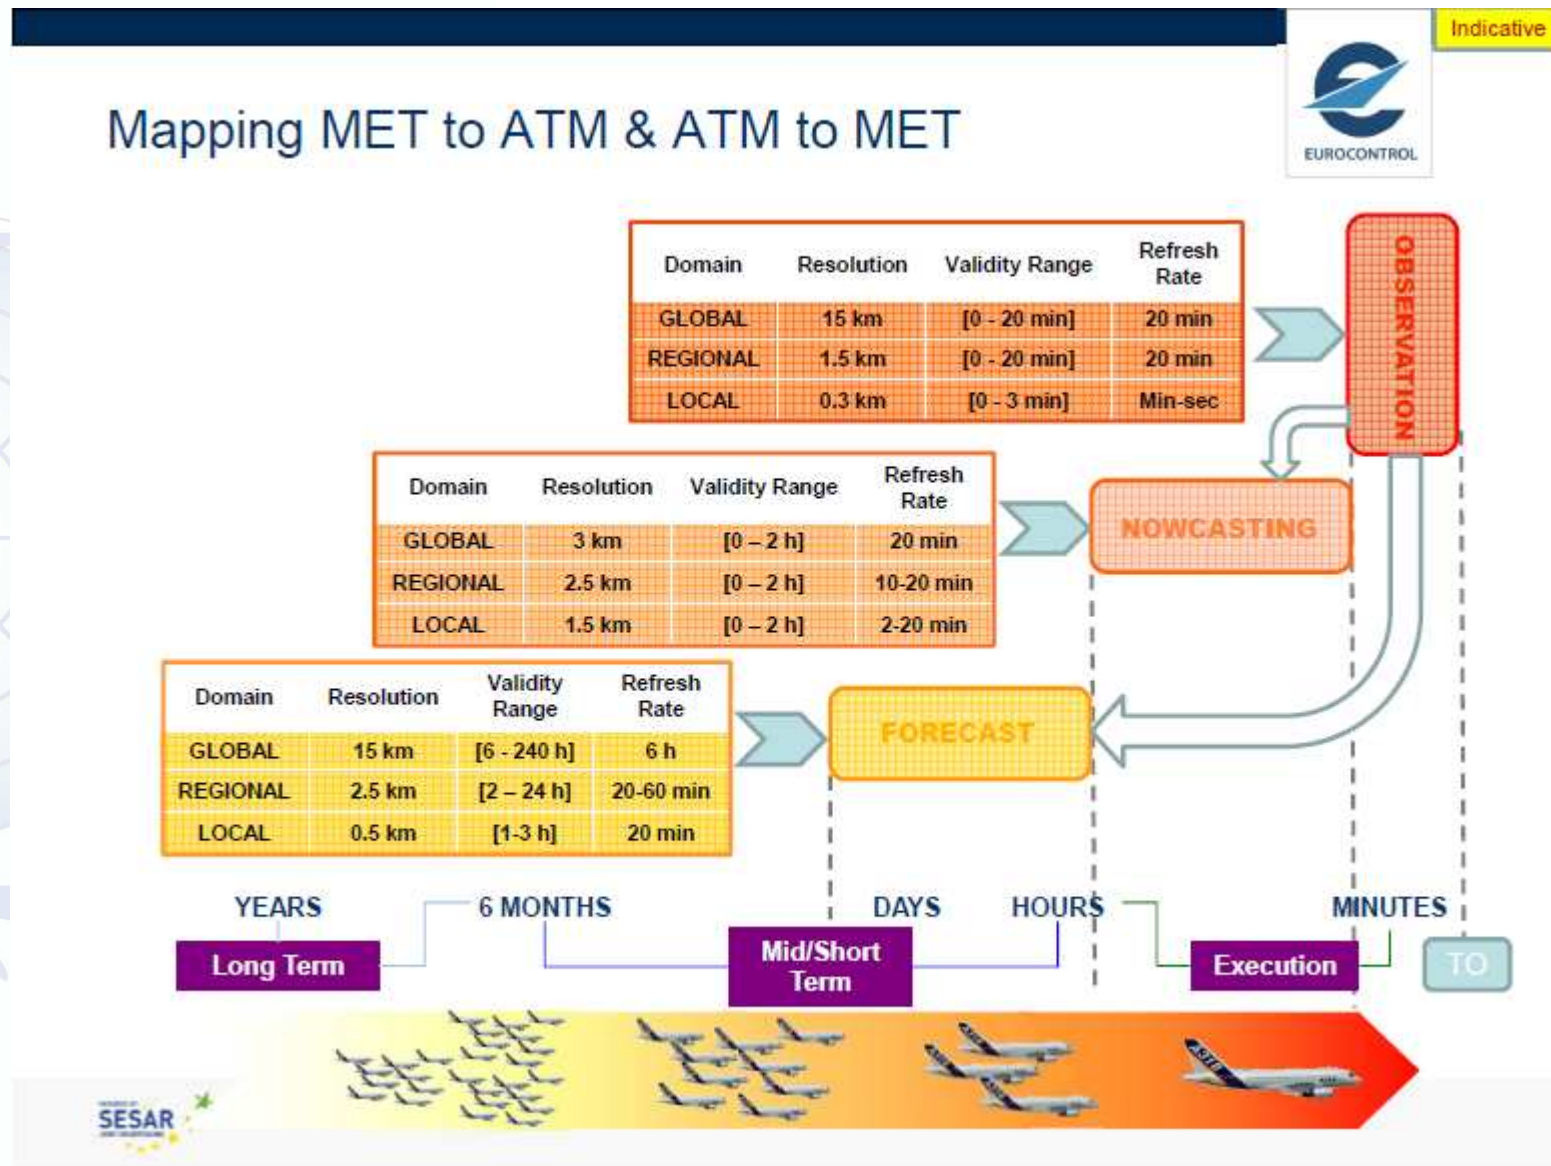 Indicative
EUROCONTROL
Mapping MET to ATM & ATM to MET
Domain Resolution Validity Range Refresh Rate
GLOBAL 15 km [0 - 20 min] 20 min
REGIONAL 1.5 km [0 - 20 min] 20 min
LOCAL 0.3 km [0 - 3 min] Min-sec
OBSERVATION
Domain Resolution Validity Range Refresh Rate
GLOBAL 3 km [0 – 2 h] 20 min
REGIONAL 2.5 km [0 – 2 h] 10-20 min
LOCAL 1.5 km [0 – 2 h] 2-20 min
NOWCASTING
Domain Resolution Validity Range Refresh Rate
GLOBAL 15 km [6 - 240 h] 6 h
REGIONAL 2.5 km [2 – 24 h] 20-60 min
LOCAL 0.5 km [1-3 h] 20 min
FORECAST
YEARS 6 MONTHS DAYS HOURS MINUTES
Long Term
Mid/Short
Term
Execution
TO
SESAR